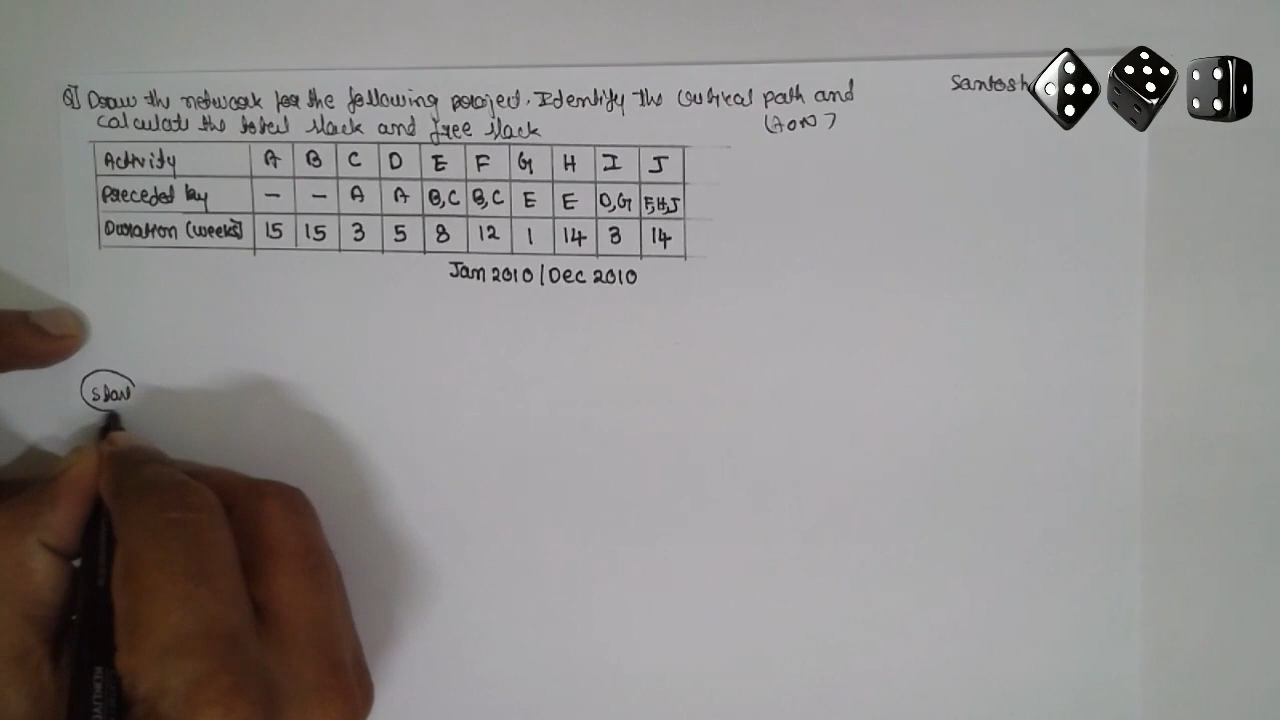 Q] Draw the network for the following project. Identify the critical path and
calculate the total slack and free slack (AON)
Santosh
Activity A B C D E F G H I J
Preceded by — — A A B,C B,C E E D,G F,H,J
Duration (weeks) 15 15 3 5 8 12 1 14 3 14
Jan 2010 / Dec 2010
Start